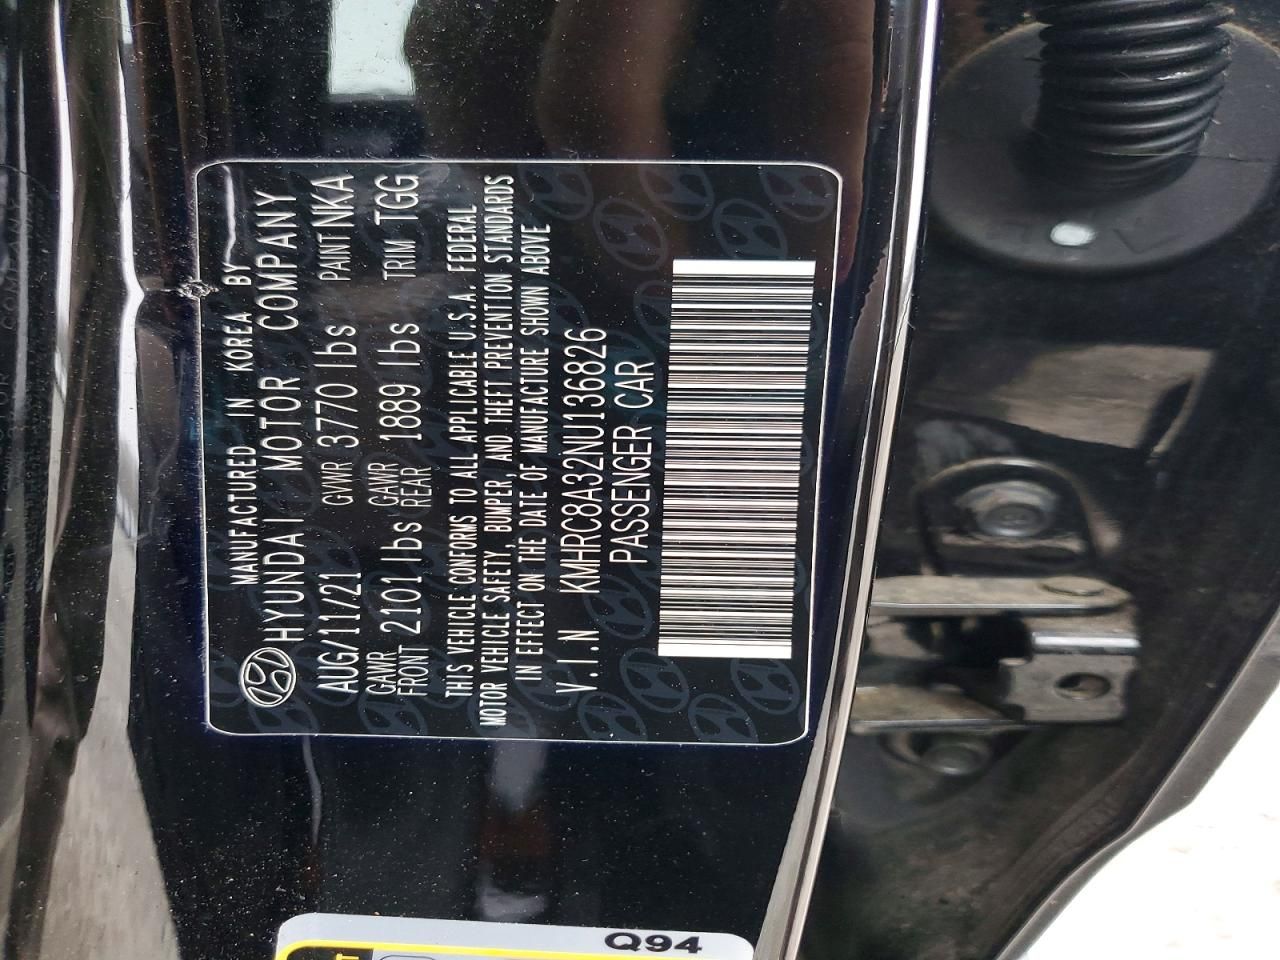 MANUFACTURED IN KOREA BY
HYUNDAI MOTOR COMPANY
AUG/11/21 GVWR 3770 lbs PAINT NKA
GAWR FRONT 2101 lbs GAWR REAR 1889 lbs TRIM TGG
THIS VEHICLE CONFORMS TO ALL APPLICABLE U.S.A. FEDERAL
MOTOR VEHICLE SAFETY, BUMPER, AND THEFT PREVENTION STANDARDS
IN EFFECT ON THE DATE OF MANUFACTURE SHOWN ABOVE
V.I.N KMHRC8A32NU136826
PASSENGER CAR
Q94